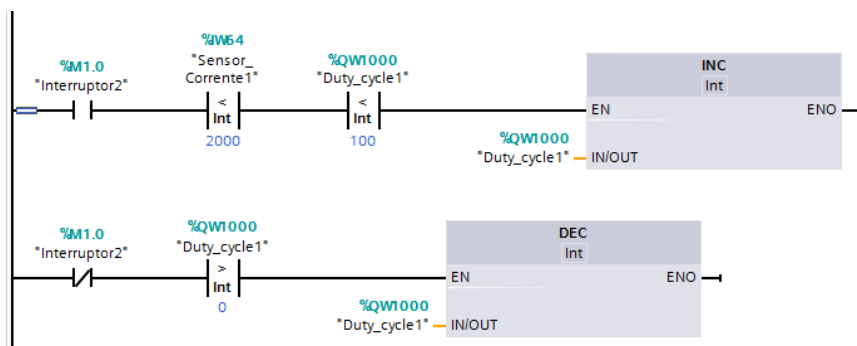 %M1.0
"Interruptor2"
%IW64
"Sensor_
Corrente1"
<
Int
2000
%QW1000
"Duty_cycle1"
<
Int
100
INC
Int
EN
ENO
%QW1000
"Duty_cycle1"
IN/OUT
%M1.0
"Interruptor2"
%QW1000
"Duty_cycle1"
>
Int
0
DEC
Int
EN
ENO
%QW1000
"Duty_cycle1"
IN/OUT